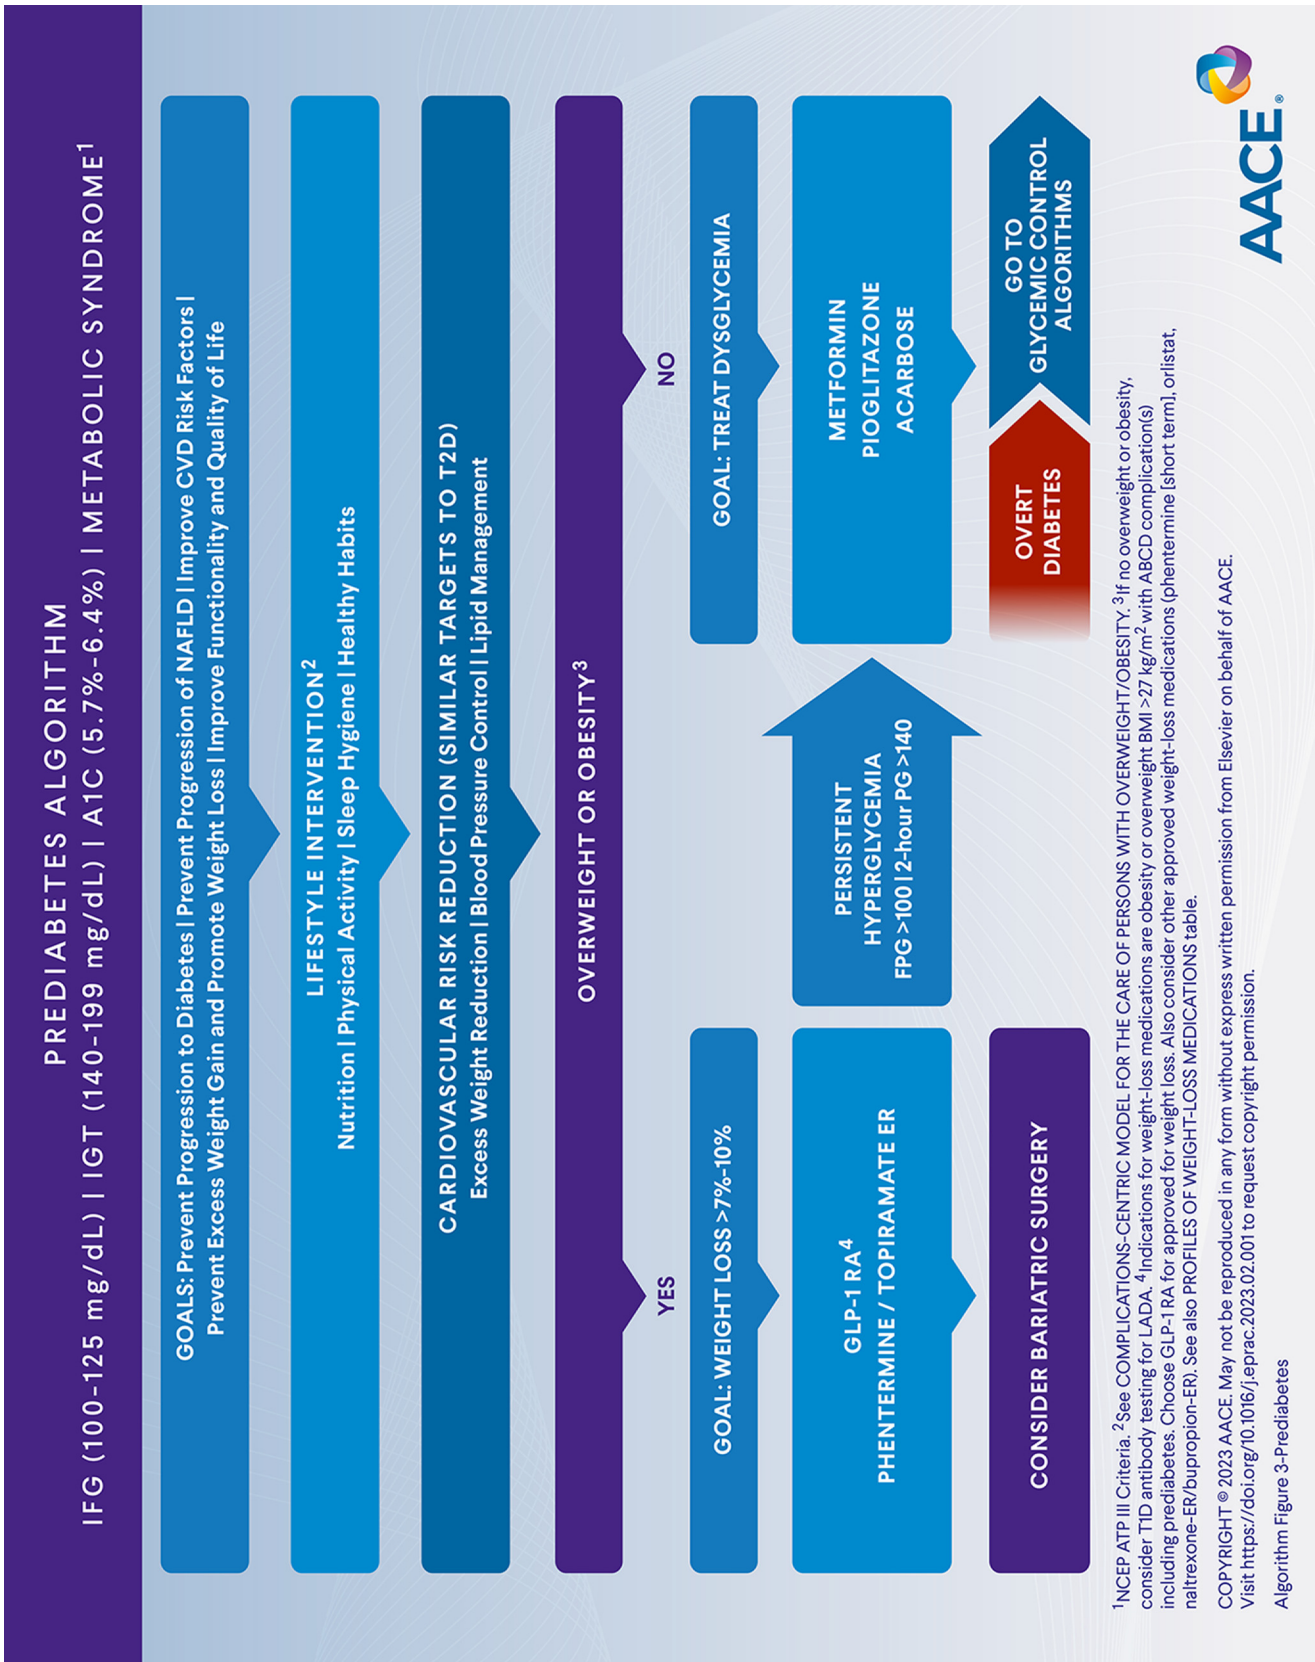 PREDIABETES ALGORITHM
IFG (100-125 mg/dL) | IGT (140-199 mg/dL) | A1C (5.7%-6.4%) | METABOLIC SYNDROME¹
GOALS: Prevent Progression to Diabetes | Prevent Progression of NAFLD | Improve CVD Risk Factors |
Prevent Excess Weight Gain and Promote Weight Loss | Improve Functionality and Quality of Life
LIFESTYLE INTERVENTION²
Nutrition | Physical Activity | Sleep Hygiene | Healthy Habits
CARDIOVASCULAR RISK REDUCTION (SIMILAR TARGETS TO T2D)
Excess Weight Reduction | Blood Pressure Control | Lipid Management
OVERWEIGHT OR OBESITY³
YES
NO
GOAL: WEIGHT LOSS >7%-10%
GOAL: TREAT DYSGLYCEMIA
GLP-1 RA⁴
PHENTERMINE / TOPIRAMATE ER
PERSISTENT
HYPERGLYCEMIA
FPG >100 | 2-hour PG >140
METFORMIN
PIOGLITAZONE
ACARBOSE
CONSIDER BARIATRIC SURGERY
OVERT
DIABETES
GO TO
GLYCEMIC CONTROL
ALGORITHMS
¹NCEP ATP III Criteria. ²See COMPLICATIONS-CENTRIC MODEL FOR THE CARE OF PERSONS WITH OVERWEIGHT/OBESITY. ³If no overweight or obesity,
consider T1D antibody testing for LADA. ⁴Indications for weight-loss medications are obesity or overweight BMI >27 kg/m² with ABCD complication(s)
including prediabetes. Choose GLP-1 RA for approved for weight loss. Also consider other approved weight-loss medications (phentermine [short term], orlistat,
naltrexone-ER/bupropion-ER). See also PROFILES OF WEIGHT-LOSS MEDICATIONS table.
COPYRIGHT © 2023 AACE. May not be reproduced in any form without express written permission from Elsevier on behalf of AACE.
Visit https://doi.org/10.1016/j.eprac.2023.02.001 to request copyright permission.
Algorithm Figure 3-Prediabetes
AACE®